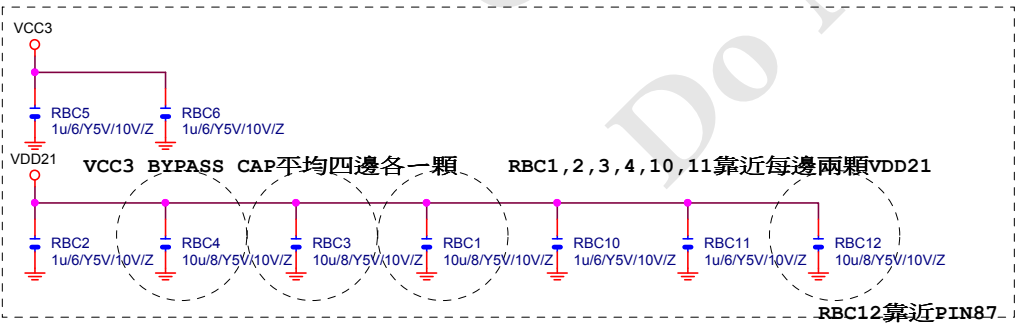 Do
VCC3
RBC5
1u/6/Y5V/10V/Z
RBC6
1u/6/Y5V/10V/Z
VDD21
VCC3 BYPASS CAP平均四邊各一顆
RBC1,2,3,4,10,11靠近每邊兩顆VDD21
RBC2
1u/6/Y5V/10V/Z
RBC4
10u/8/Y5V/10V/Z
RBC3
10u/8/Y5V/10V/Z
RBC1
10u/8/Y5V/10V/Z
RBC10
1u/6/Y5V/10V/Z
RBC11
1u/6/Y5V/10V/Z
RBC12
10u/8/Y5V/10V/Z
RBC12靠近PIN87